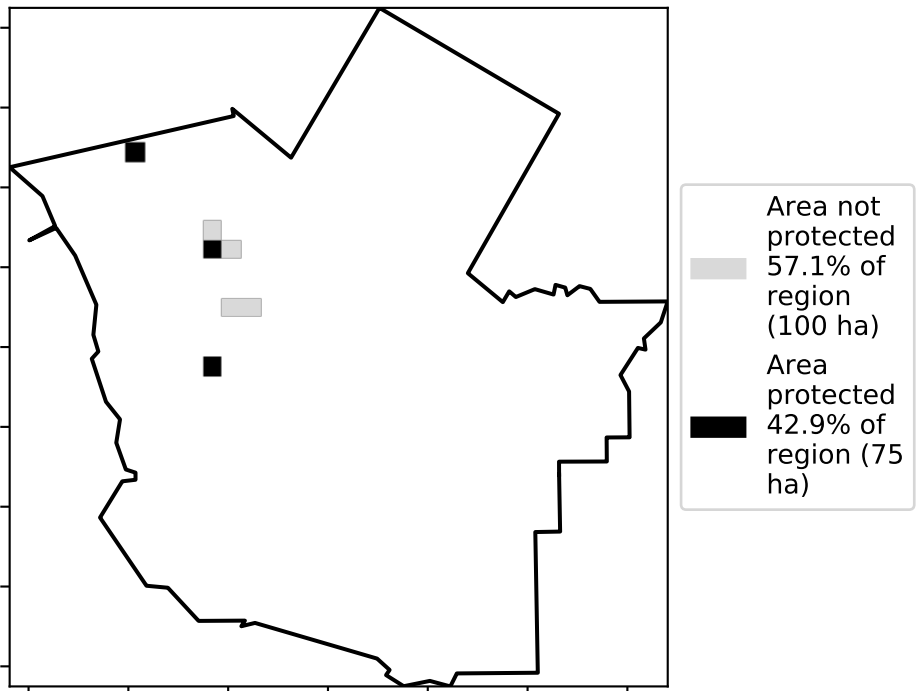 Area not
protected
57.1% of
region
(100 ha)
Area
protected
42.9% of
region (75
ha)